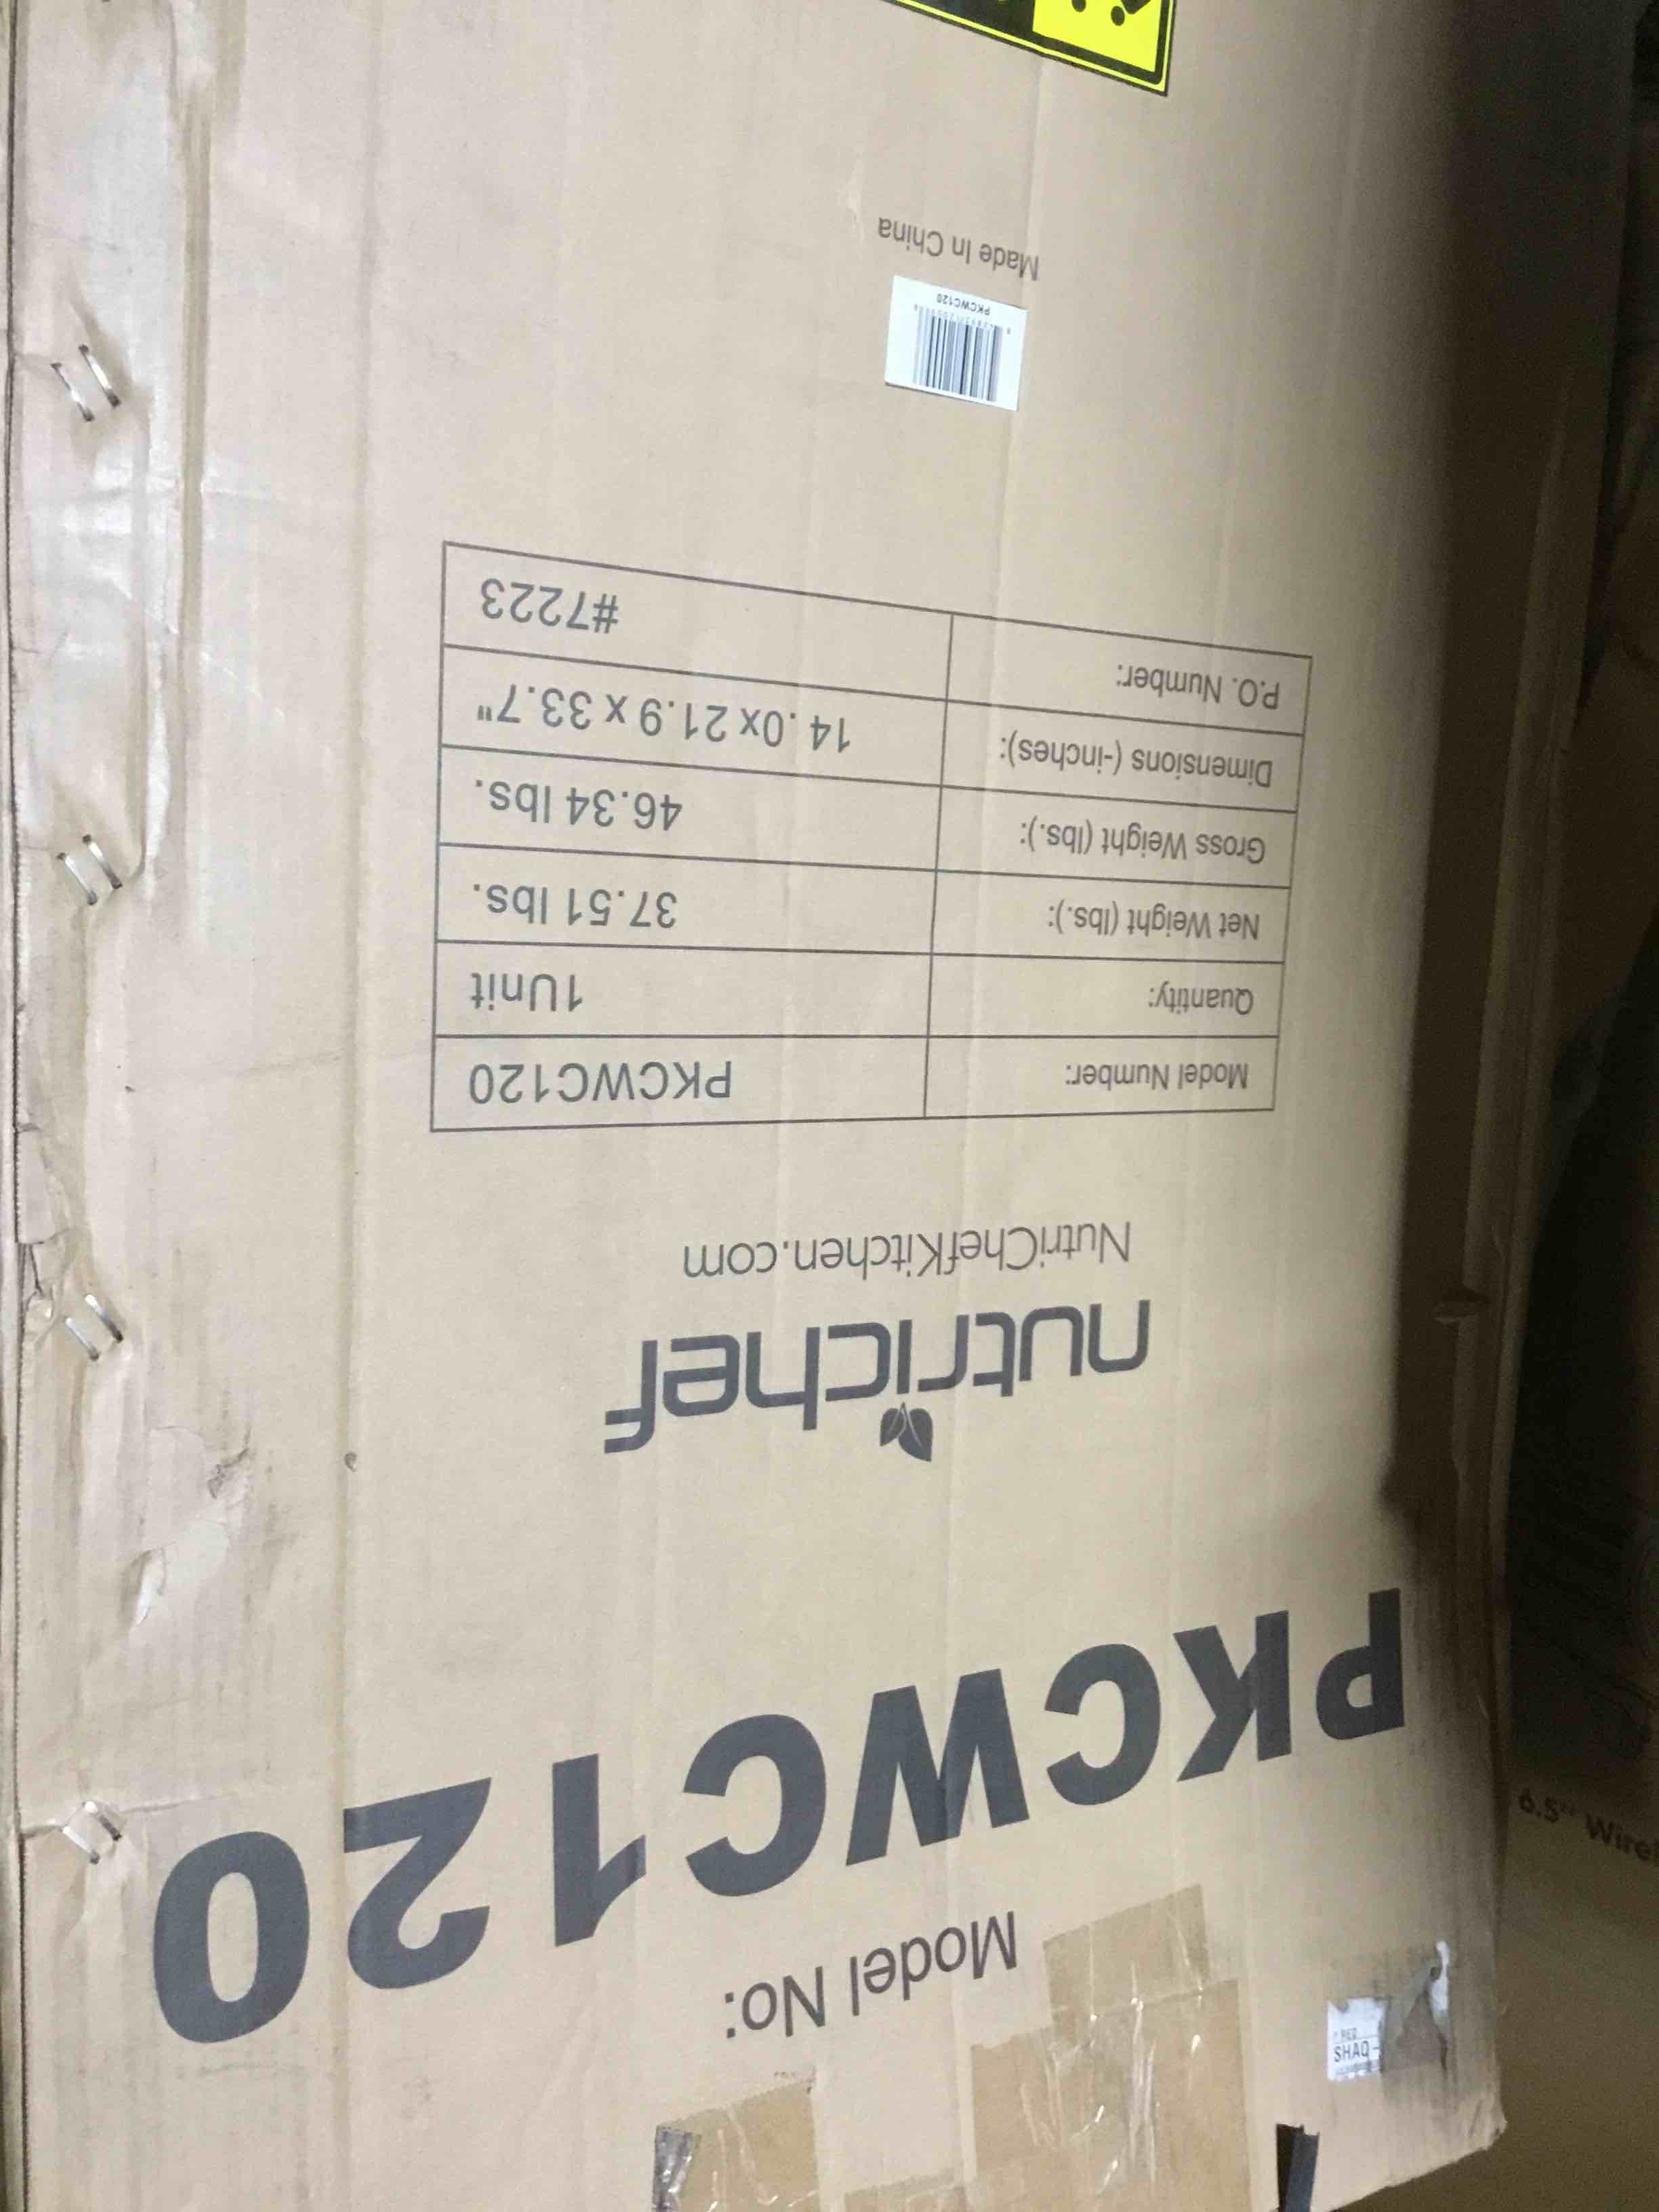 Model No:
PKCWC120
nutrichef
NutriChefKitchen.com
Model Number: PKCWC120
Quantity: 1Unit
Net Weight (lbs.): 37.51 lbs.
Gross Weight (lbs.): 46.34 lbs.
Dimensions (-inches): 14.0x 21.9 x 33.7"
P.O. Number: #7223
PKCWC120
Made In China
SHAQ-
6.5"